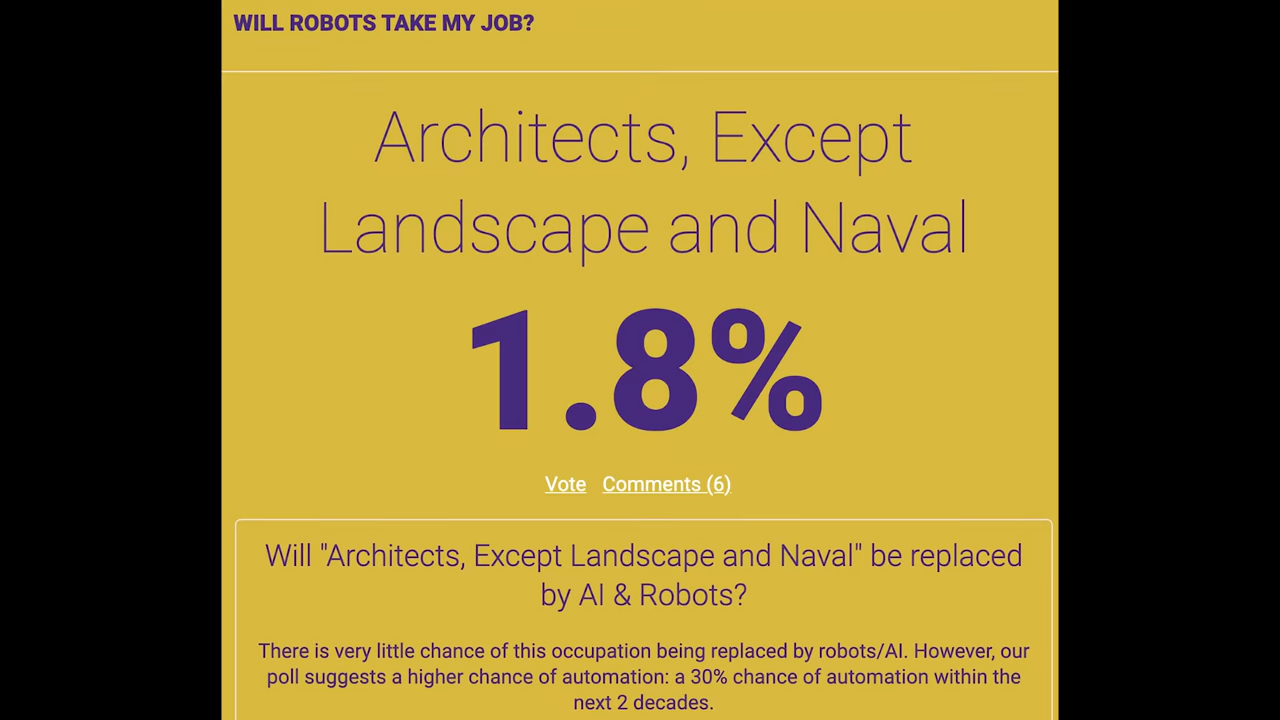 WILL ROBOTS TAKE MY JOB?
Architects, Except
Landscape and Naval
1.8%
Vote Comments (6)
Will "Architects, Except Landscape and Naval" be replaced
by AI & Robots?
There is very little chance of this occupation being replaced by robots/AI. However, our
poll suggests a higher chance of automation: a 30% chance of automation within the
next 2 decades.